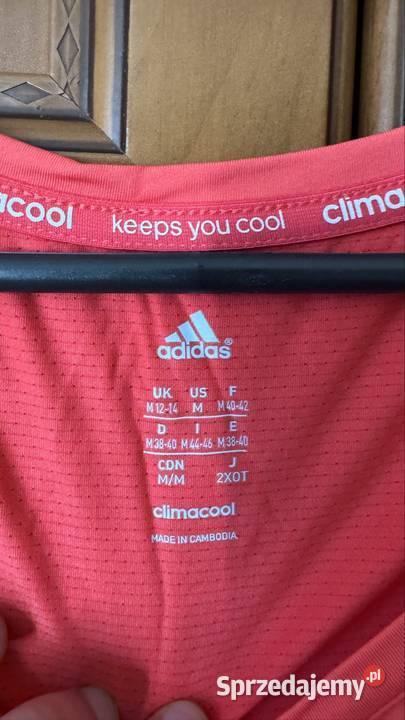 acool keeps you cool climac
adidas®
UK US F
M 12-14 M M 40-42
D I E
M 38-40 M 44-46 M 38-40
CDN J
M/M 2XOT
climacool
MADE IN CAMBODIA
Sprzedajemy.pl